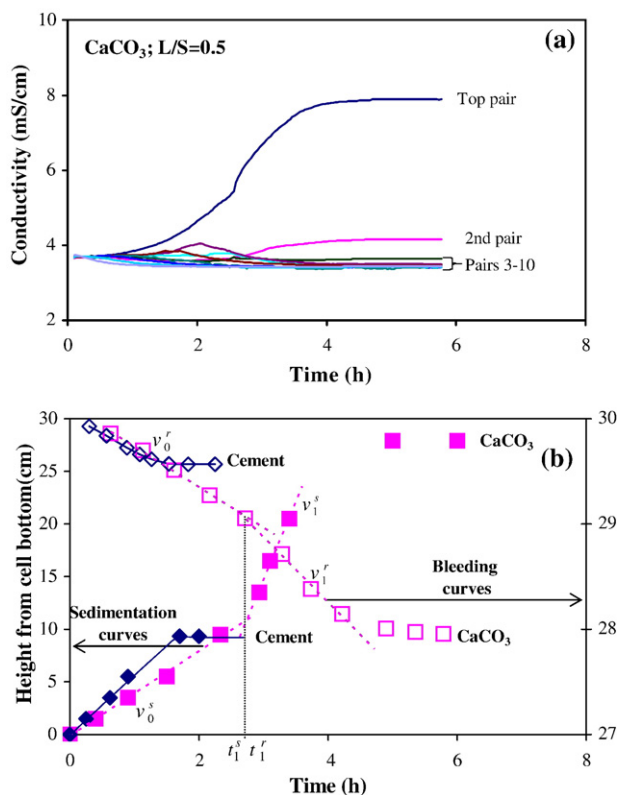 (a)
CaCO₃; L/S=0.5
Conductivity (mS/cm)
10
8
6
4
2
Top pair
2nd pair
Pairs 3-10
0 2 4 6 8
Time (h)
(b)
Height from cell bottom(cm)
30
25
20
15
10
5
0
30
29
28
27
CaCO₃
v₀ʳ
Cement
v₁ˢ
v₁ʳ
Bleeding
curves
Sedimentation
curves
Cement
CaCO₃
v₀ˢ
0 2 4 6 8
t₁ˢ t₁ʳ
Time (h)